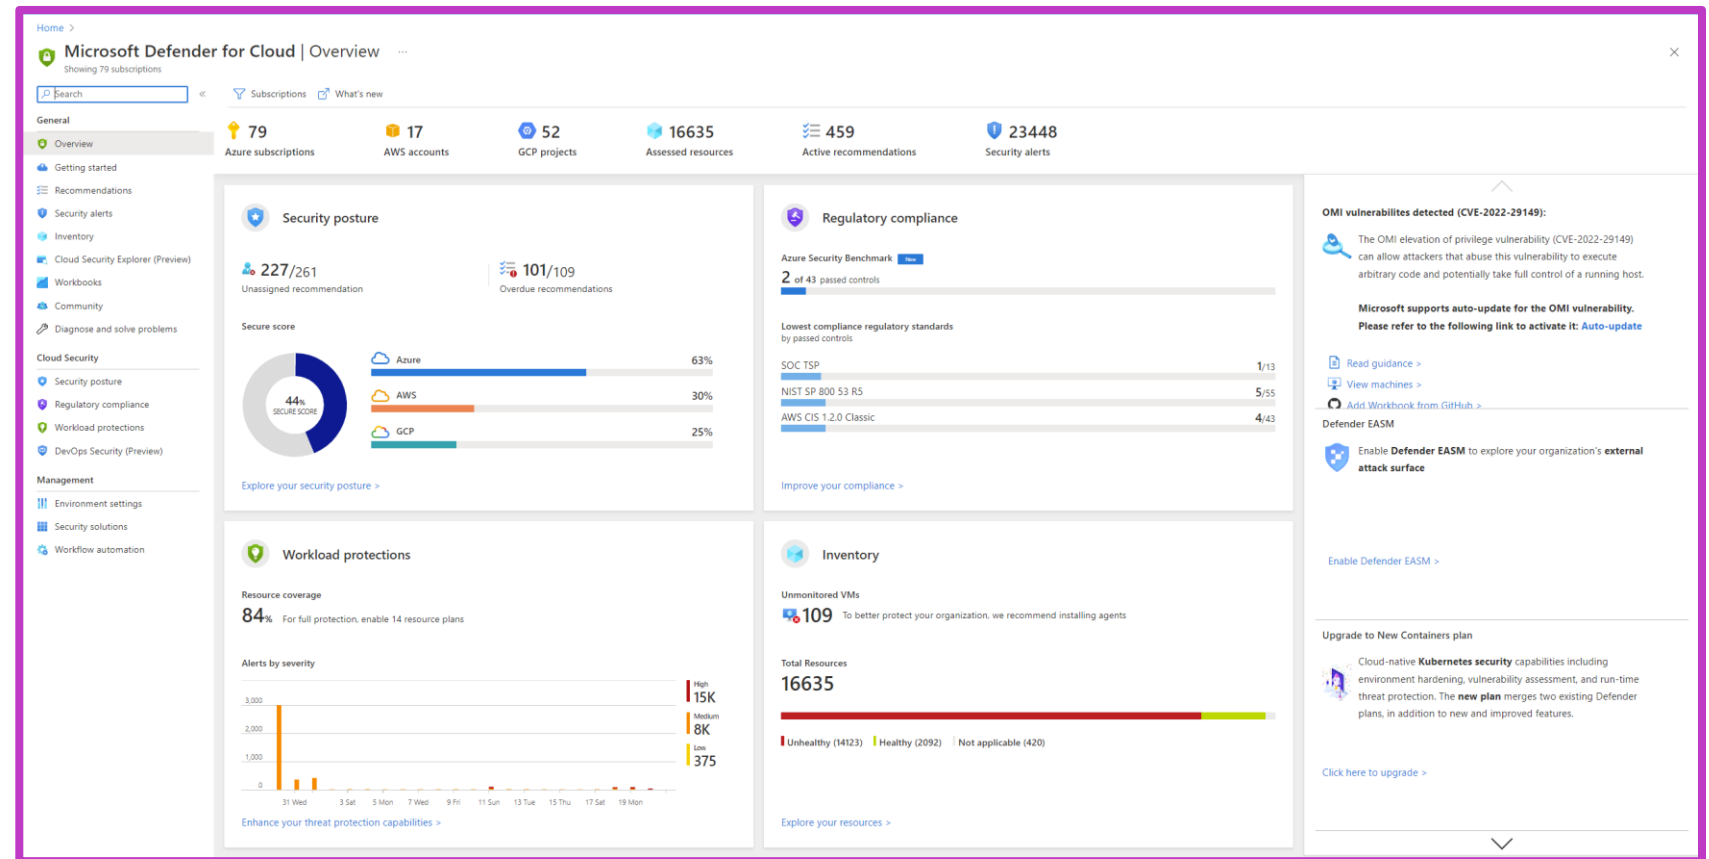 Home >
Microsoft Defender for Cloud | Overview ...
Showing 79 subscriptions
Search «
Subscriptions What's new
General
Overview
Getting started
Recommendations
Security alerts
Inventory
Cloud Security Explorer (Preview)
Workbooks
Community
Diagnose and solve problems
Cloud Security
Security posture
Regulatory compliance
Workload protections
DevOps Security (Preview)
Management
Environment settings
Security solutions
Workflow automation
79
Azure subscriptions
17
AWS accounts
52
GCP projects
16635
Assessed resources
459
Active recommendations
23448
Security alerts
Security posture
227/261
Unassigned recommendation
101/109
Overdue recommendations
Secure score
44%
SECURE SCORE
Azure 63%
AWS 30%
GCP 25%
Explore your security posture >
Regulatory compliance
Azure Security Benchmark New
2 of 43 passed controls
Lowest compliance regulatory standards
by passed controls
SOC TSP 1/13
NIST SP 800 53 R5 5/55
AWS CIS 1.2.0 Classic 4/43
Improve your compliance >
Workload protections
Resource coverage
84% For full protection, enable 14 resource plans
Alerts by severity
3,000
2,000
1,000
0
31 Wed 3 Sat 5 Mon 7 Wed 9 Fri 11 Sun 13 Tue 15 Thu 17 Sat 19 Mon
High
15K
Medium
8K
Low
375
Enhance your threat protection capabilities >
Inventory
Unmonitored VMs
109 To better protect your organization, we recommend installing agents
Total Resources
16635
Unhealthy (14123) Healthy (2092) Not applicable (420)
Explore your resources >
OMI vulnerabilites detected (CVE-2022-29149):
The OMI elevation of privilege vulnerability (CVE-2022-29149)
can allow attackers that abuse this vulnerability to execute
arbitrary code and potentially take full control of a running host.
Microsoft supports auto-update for the OMI vulnerability.
Please refer to the following link to activate it: Auto-update
Read guidance >
View machines >
Add Workbook from GitHub >
Defender EASM
Enable Defender EASM to explore your organization's external
attack surface
Enable Defender EASM >
Upgrade to New Containers plan
Cloud-native Kubernetes security capabilities including
environment hardening, vulnerability assessment, and run-time
threat protection. The new plan merges two existing Defender
plans, in addition to new and improved features.
Click here to upgrade >